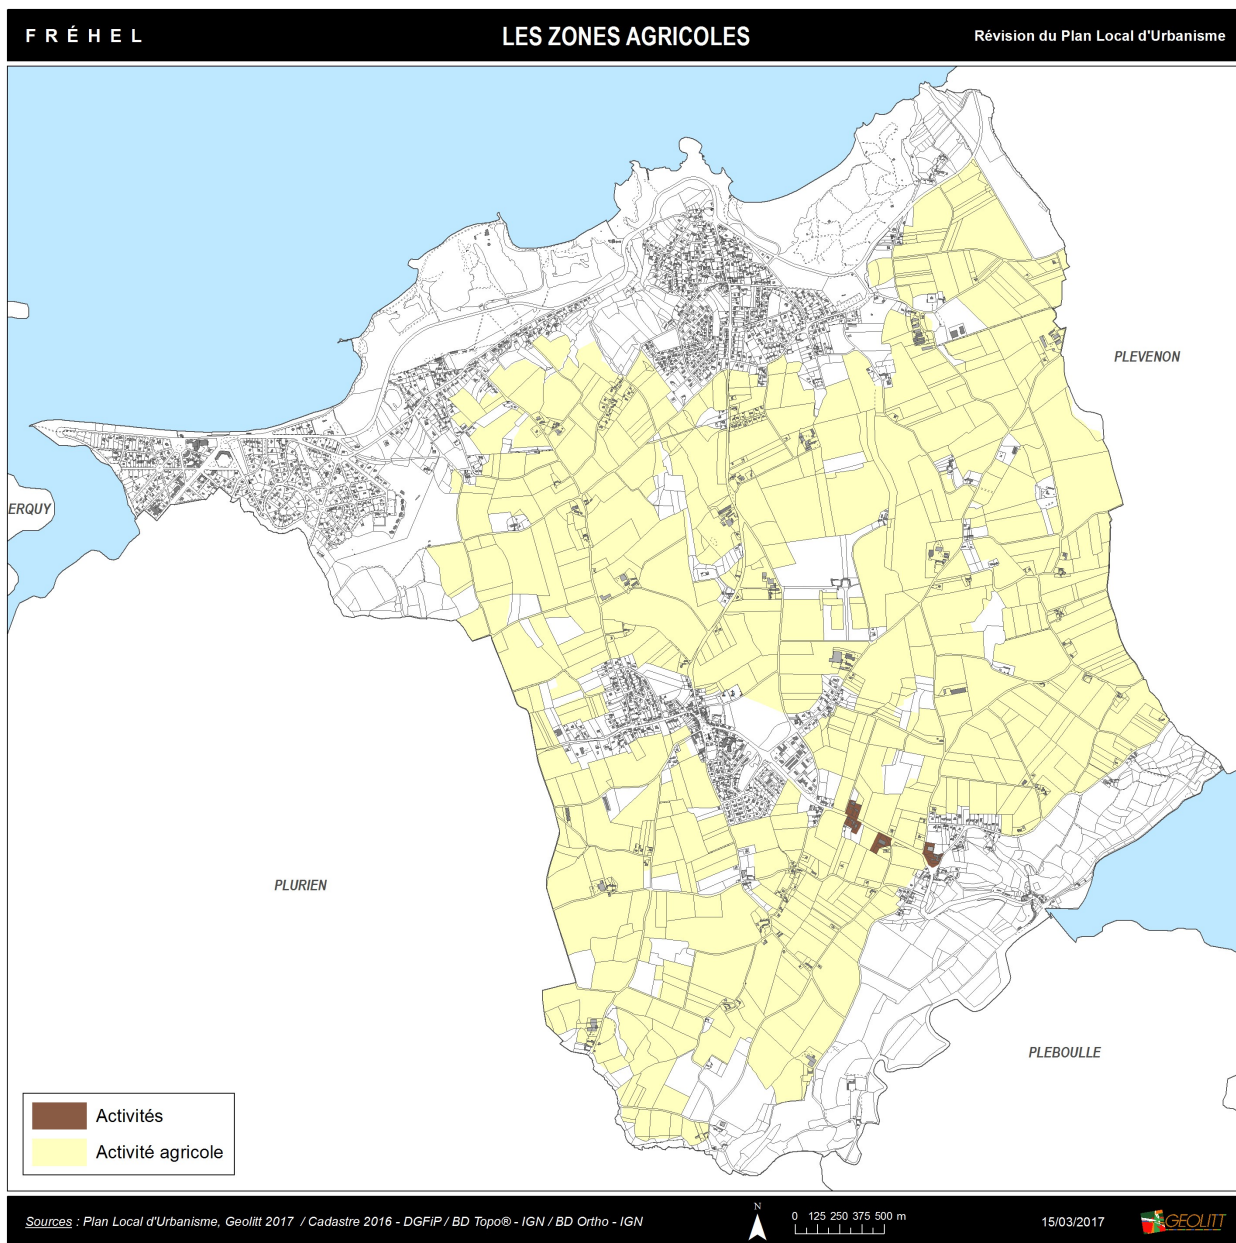 FRÉHEL
LES ZONES AGRICOLES
Révision du Plan Local d'Urbanisme
PLEVENON
ERQUY
PLURIEN
PLEBOULLE
Activités
Activité agricole
Sources : Plan Local d'Urbanisme, Geolitt 2017 / Cadastre 2016 - DGFiP / BD Topo® - IGN / BD Ortho - IGN
N
0 125 250 375 500 m
15/03/2017
GEOLITT